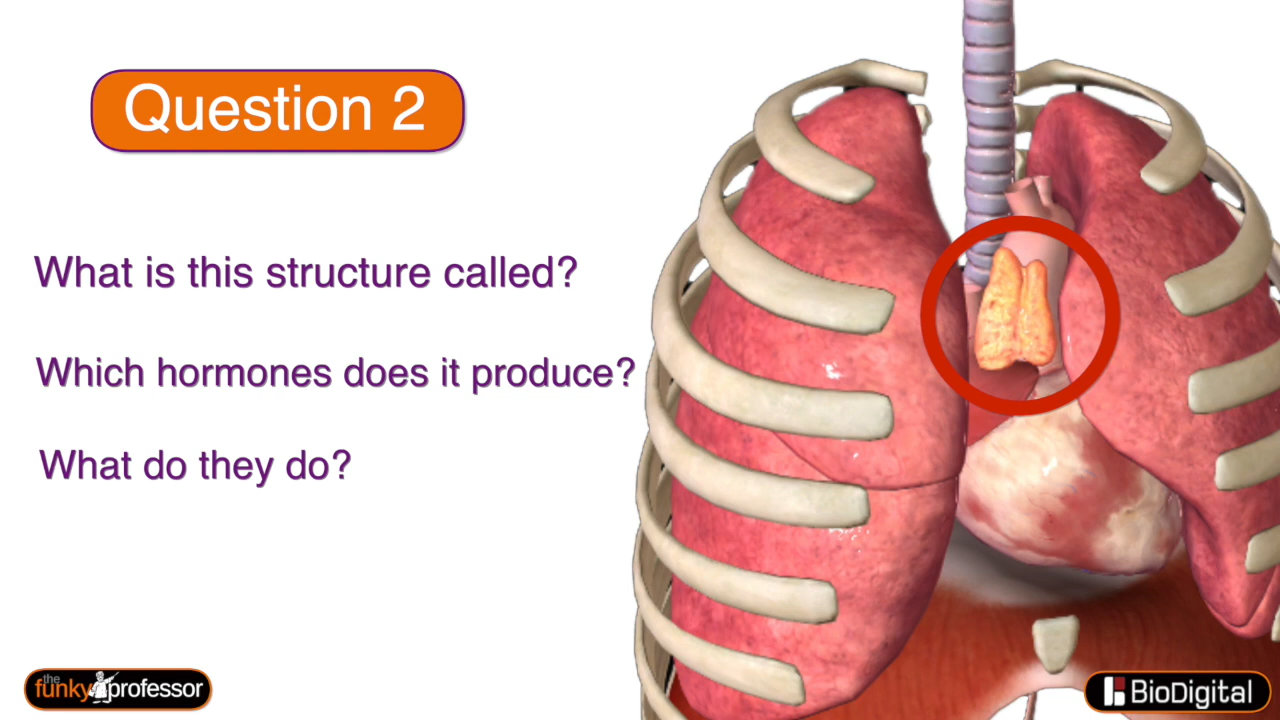 Question 2
What is this structure called?
Which hormones does it produce?
What do they do?
the
funky professor
BioDigital